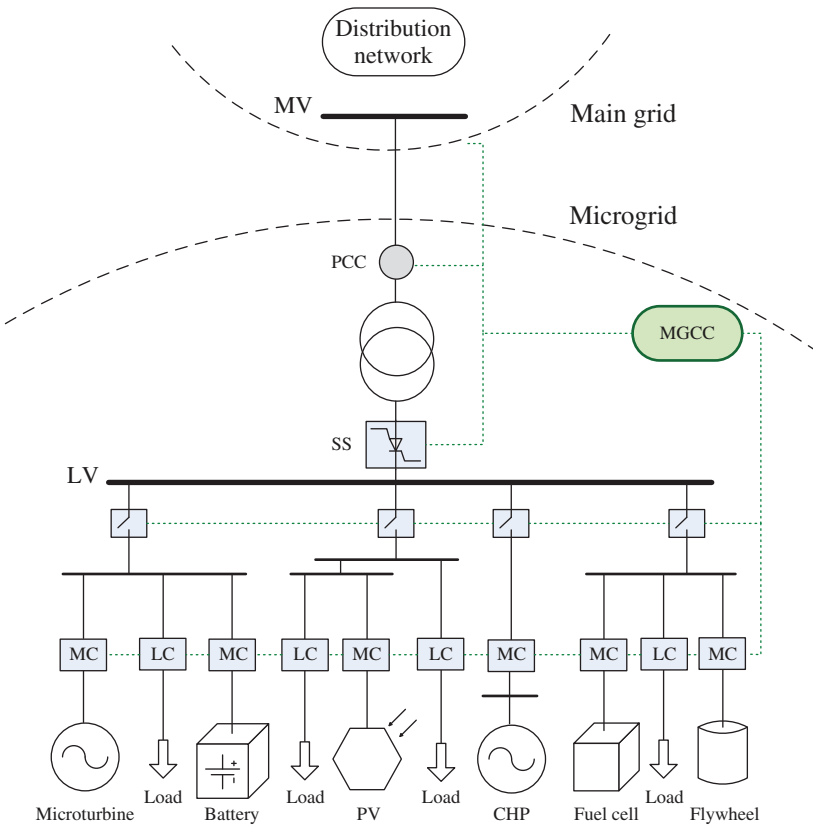 Distribution
network
MV
Main grid
Microgrid
PCC
MGCC
SS
LV
MC
LC
MC
LC
MC
LC
MC
MC
LC
MC
Microturbine
Load
Battery
Load
PV
Load
CHP
Fuel cell
Load
Flywheel